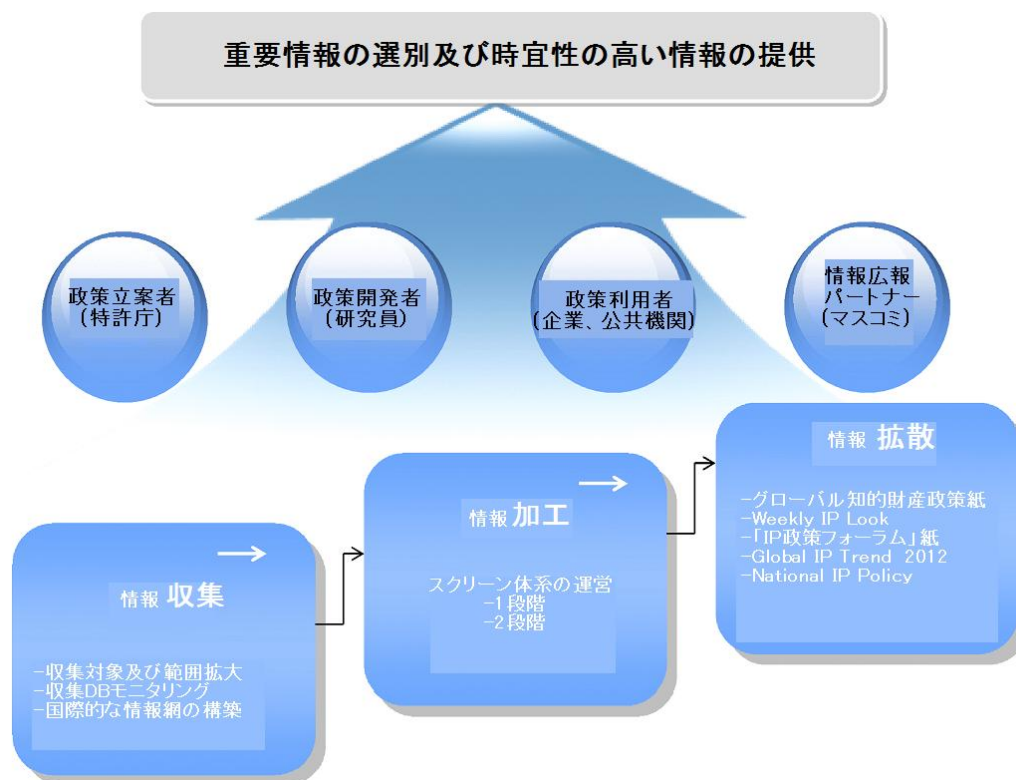 重要情報の選別及び時宜性の高い情報の提供
政策立案者
(特許庁)
政策開発者
(研究員)
政策利用者
(企業、公共機関)
情報広報
パートナー
(マスコミ)
情報 収集
-収集対象及び範囲拡大
-収集DBモニタリング
-国際的な情報網の構築
情報 加工
スクリーン体系の運営
-1段階
-2段階
情報 拡散
-グローバル知的財産政策紙
-Weekly IP Look
-「IP政策フォーラム」紙
-Global IP Trend 2012
-National IP Policy